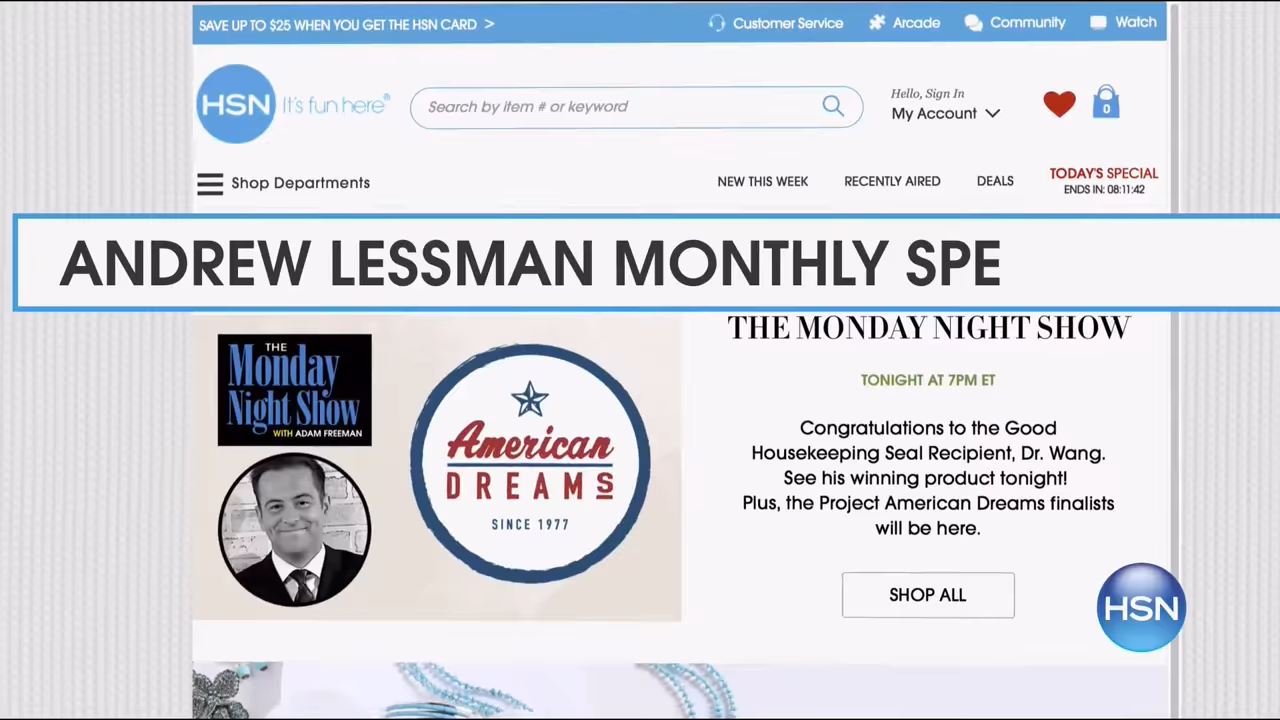 SAVE UP TO $25 WHEN YOU GET THE HSN CARD >
Customer Service
Arcade
Community
Watch
HSN It's fun here®
Search by item # or keyword
Hello, Sign In
My Account
0
Shop Departments
NEW THIS WEEK
RECENTLY AIRED
DEALS
TODAY'S SPECIAL
ENDS IN: 08:11:42
ANDREW LESSMAN MONTHLY SPE
THE
Monday
Night Show
WITH ADAM FREEMAN
American
DREAMS
SINCE 1977
THE MONDAY NIGHT SHOW
TONIGHT AT 7PM ET
Congratulations to the Good
Housekeeping Seal Recipient, Dr. Wang.
See his winning product tonight!
Plus, the Project American Dreams finalists
will be here.
SHOP ALL
HSN